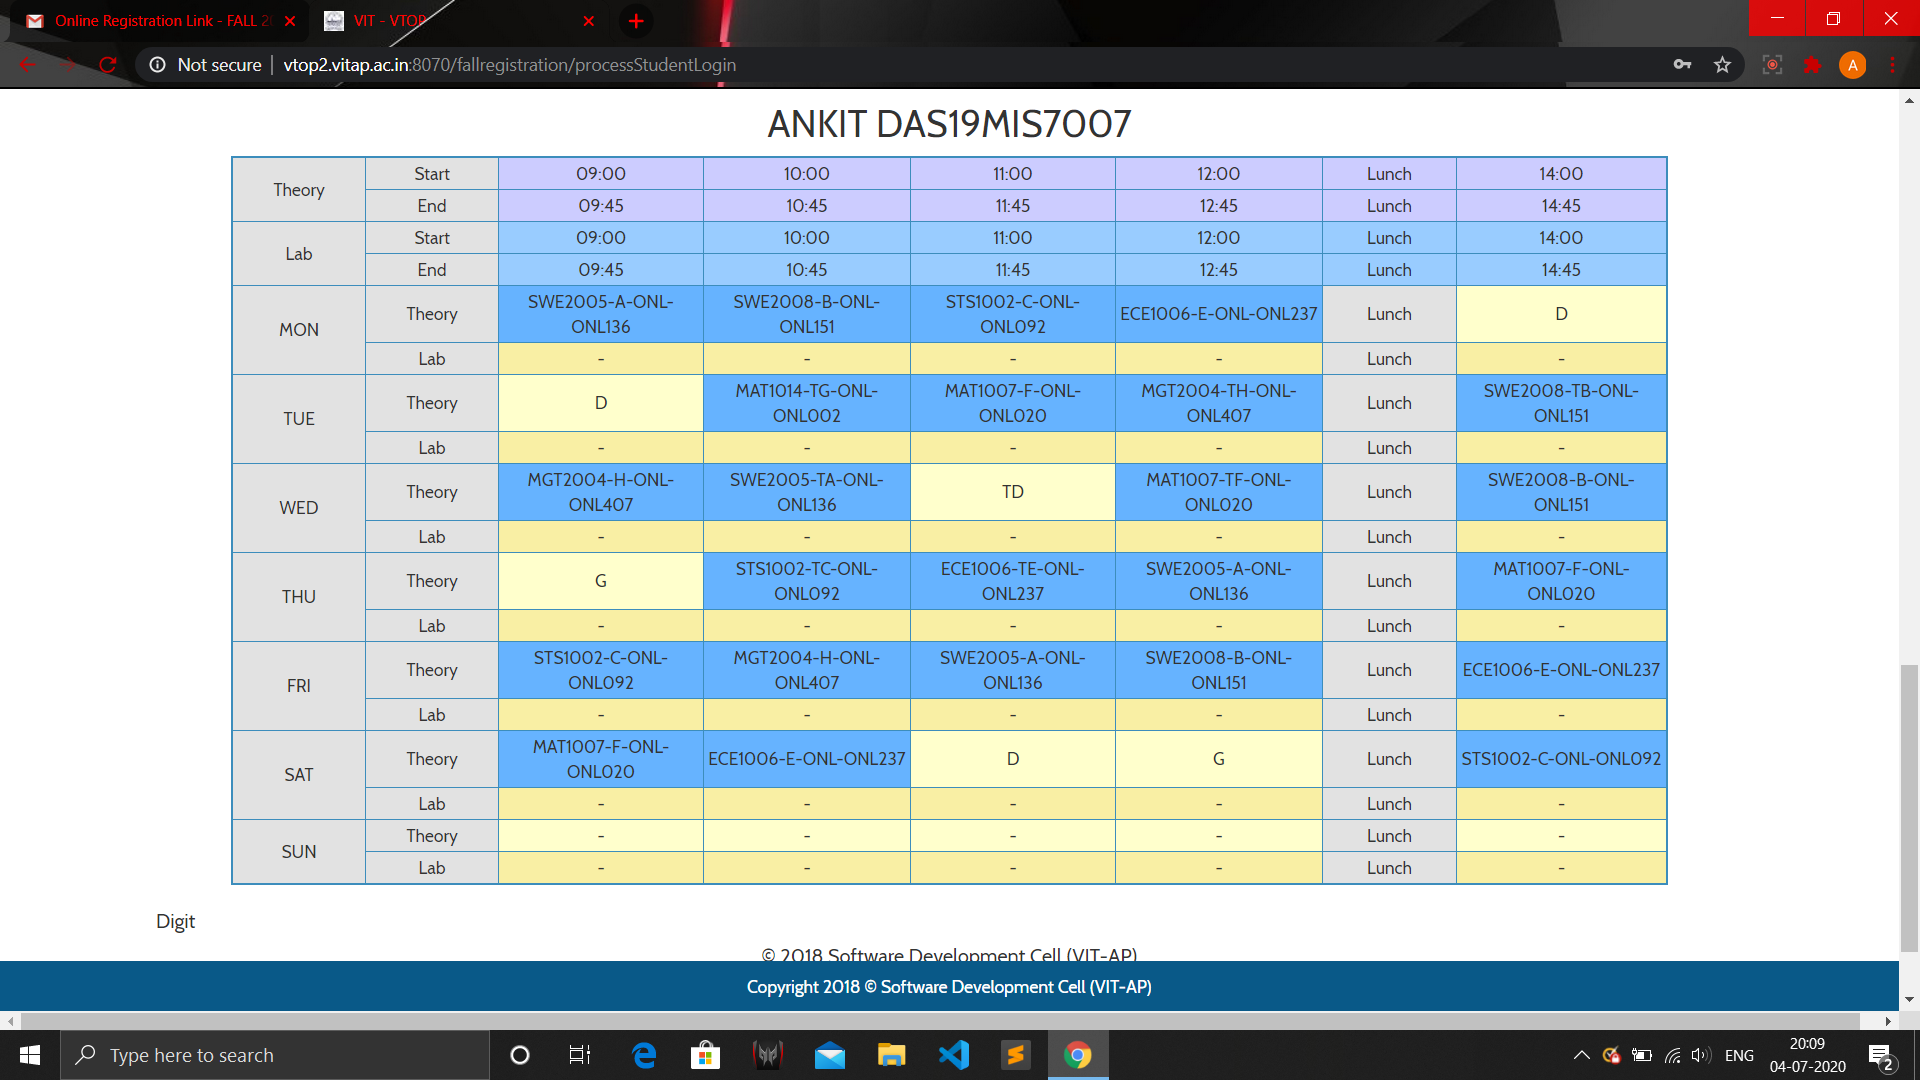 Online Registration Link - FALL 20
VIT - VTOP
Not secure | vtop2.vitap.ac.in:8070/fallregistration/processStudentLogin
A
ANKIT DAS19MIS7007
Theory Start 09:00 10:00 11:00 12:00 Lunch 14:00
End 09:45 10:45 11:45 12:45 Lunch 14:45
Lab Start 09:00 10:00 11:00 12:00 Lunch 14:00
End 09:45 10:45 11:45 12:45 Lunch 14:45
MON Theory SWE2005-A-ONL-ONL136 SWE2008-B-ONL-ONL151 STS1002-C-ONL-ONL092 ECE1006-E-ONL-ONL237 Lunch D
Lab - - - - Lunch -
TUE Theory D MAT1014-TG-ONL-ONL002 MAT1007-F-ONL-ONL020 MGT2004-TH-ONL-ONL407 Lunch SWE2008-TB-ONL-ONL151
Lab - - - - Lunch -
WED Theory MGT2004-H-ONL-ONL407 SWE2005-TA-ONL-ONL136 TD MAT1007-TF-ONL-ONL020 Lunch SWE2008-B-ONL-ONL151
Lab - - - - Lunch -
THU Theory G STS1002-TC-ONL-ONL092 ECE1006-TE-ONL-ONL237 SWE2005-A-ONL-ONL136 Lunch MAT1007-F-ONL-ONL020
Lab - - - - Lunch -
FRI Theory STS1002-C-ONL-ONL092 MGT2004-H-ONL-ONL407 SWE2005-A-ONL-ONL136 SWE2008-B-ONL-ONL151 Lunch ECE1006-E-ONL-ONL237
Lab - - - - Lunch -
SAT Theory MAT1007-F-ONL-ONL020 ECE1006-E-ONL-ONL237 D G Lunch STS1002-C-ONL-ONL092
Lab - - - - Lunch -
SUN Theory - - - - Lunch -
Lab - - - - Lunch -
Digit
© 2018 Software Development Cell (VIT-AP)
Copyright 2018 © Software Development Cell (VIT-AP)
Type here to search
ENG
20:09
04-07-2020
2